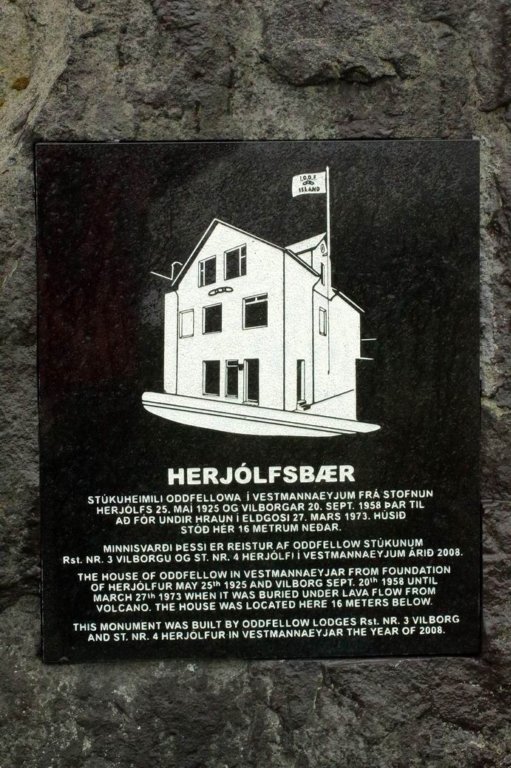 I.O.O.F
ÍSLAND
HERJÓLFSBÆR
STÚKUHEIMILI ODDFELLOWA Í VESTMANNAEYJUM FRÁ STOFNUN
HERJÓLFS 25. MAÍ 1925 OG VILBORGAR 20. SEPT. 1958 ÞAR TIL
AÐ FÓR UNDIR HRAUN Í ELDGOSI 27. MARS 1973. HÚSIÐ
STÓÐ HÉR 16 METRUM NEÐAR.
MINNISVARÐI ÞESSI ER REISTUR AF ODDFELLOW STÚKUNUM
Rst. NR. 3 VILBORGU OG ST. NR. 4 HERJÓLFI Í VESTMANNAEYJUM ÁRIÐ 2008.
THE HOUSE OF ODDFELLOW IN VESTMANNAEYJAR FROM FOUNDATION
OF HERJÓLFUR MAY 25th 1925 AND VILBORG SEPT. 20th 1958 UNTIL
MARCH 27th 1973 WHEN IT WAS BURIED UNDER LAVA FLOW FROM
VOLCANO. THE HOUSE WAS LOCATED HERE 16 METERS BELOW.
THIS MONUMENT WAS BUILT BY ODDFELLOW LODGES Rst. NR. 3 VILBORG
AND ST. NR. 4 HERJÓLFUR IN VESTMANNAEYJAR THE YEAR OF 2008.